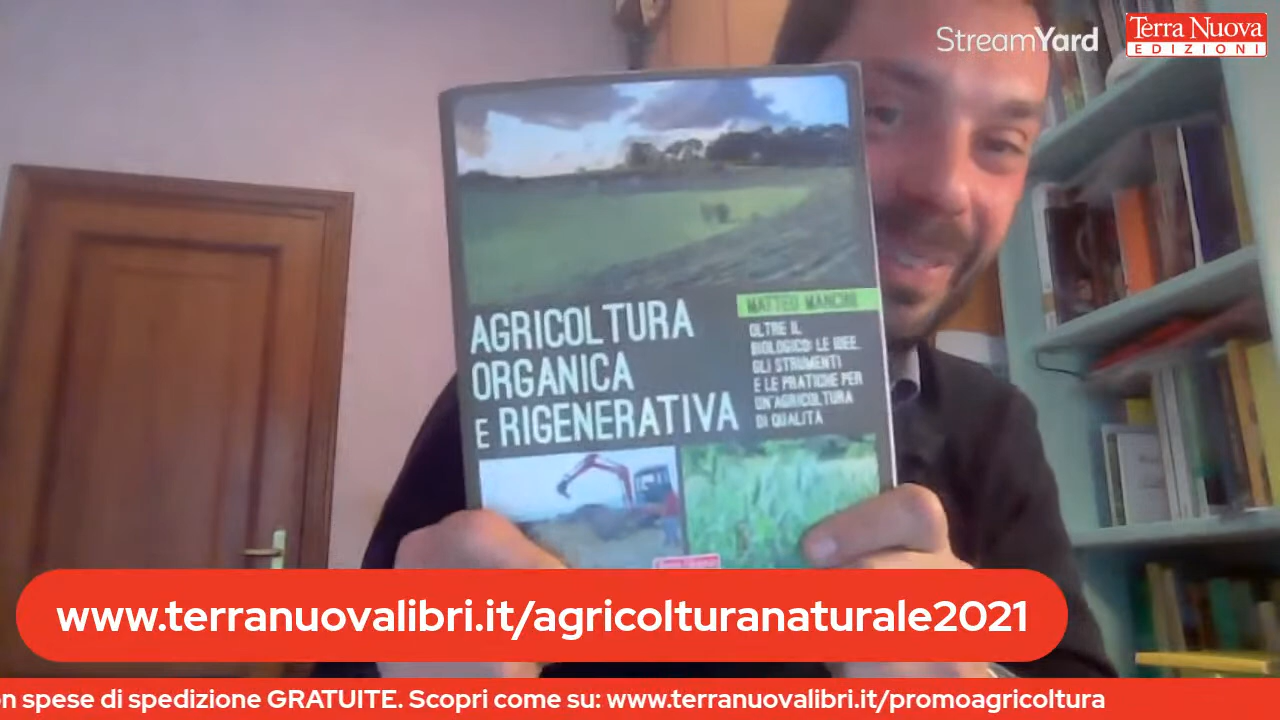 StreamYard
Terra Nuova
EDIZIONI
AGRICOLTURA
ORGANICA
E RIGENERATIVA
MATTEO MANCINI
OLTRE IL
BIOLOGICO: LE IDEE,
GLI STRUMENTI
E LE PRATICHE PER
UN'AGRICOLTURA
DI QUALITÀ
www.terranuovalibri.it/agricolturanaturale2021
on spese di spedizione GRATUITE. Scopri come su: www.terranuovalibri.it/promoagricoltura